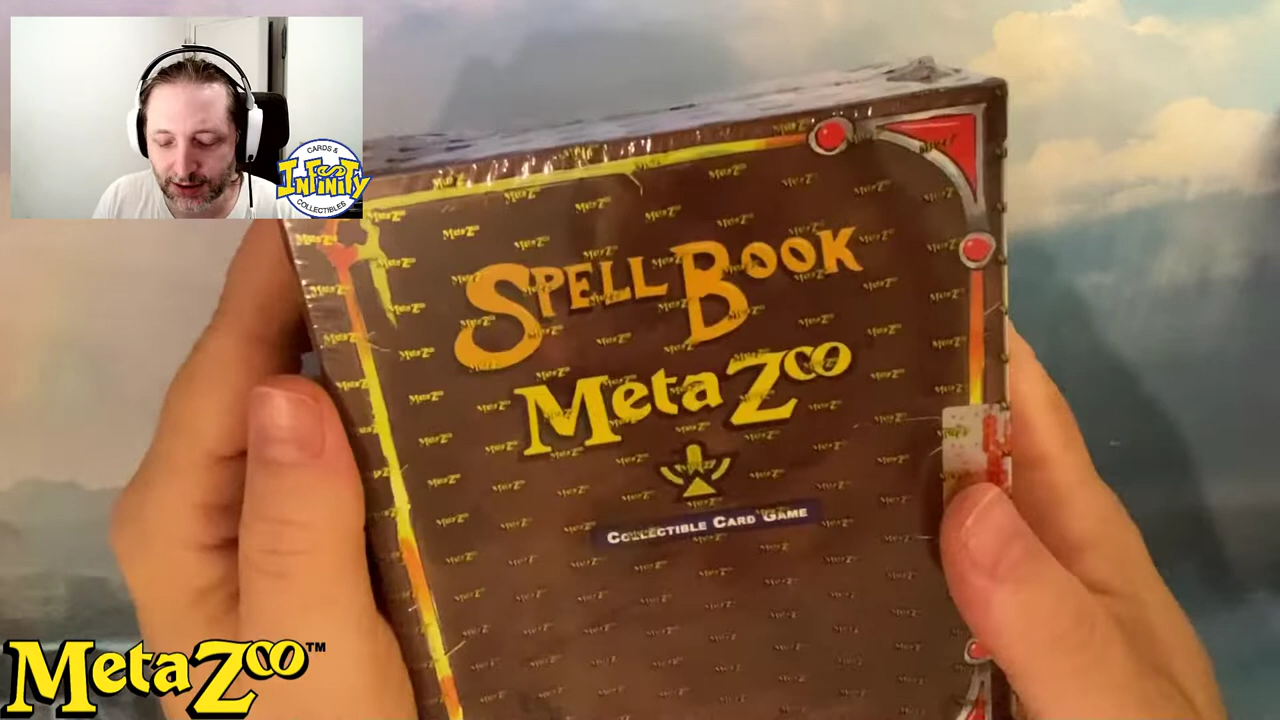 CARDS &
INFINITY
COLLECTIBLES
SPELL BOOK
METAZOO
COLLECTIBLE CARD GAME
METAZOO™